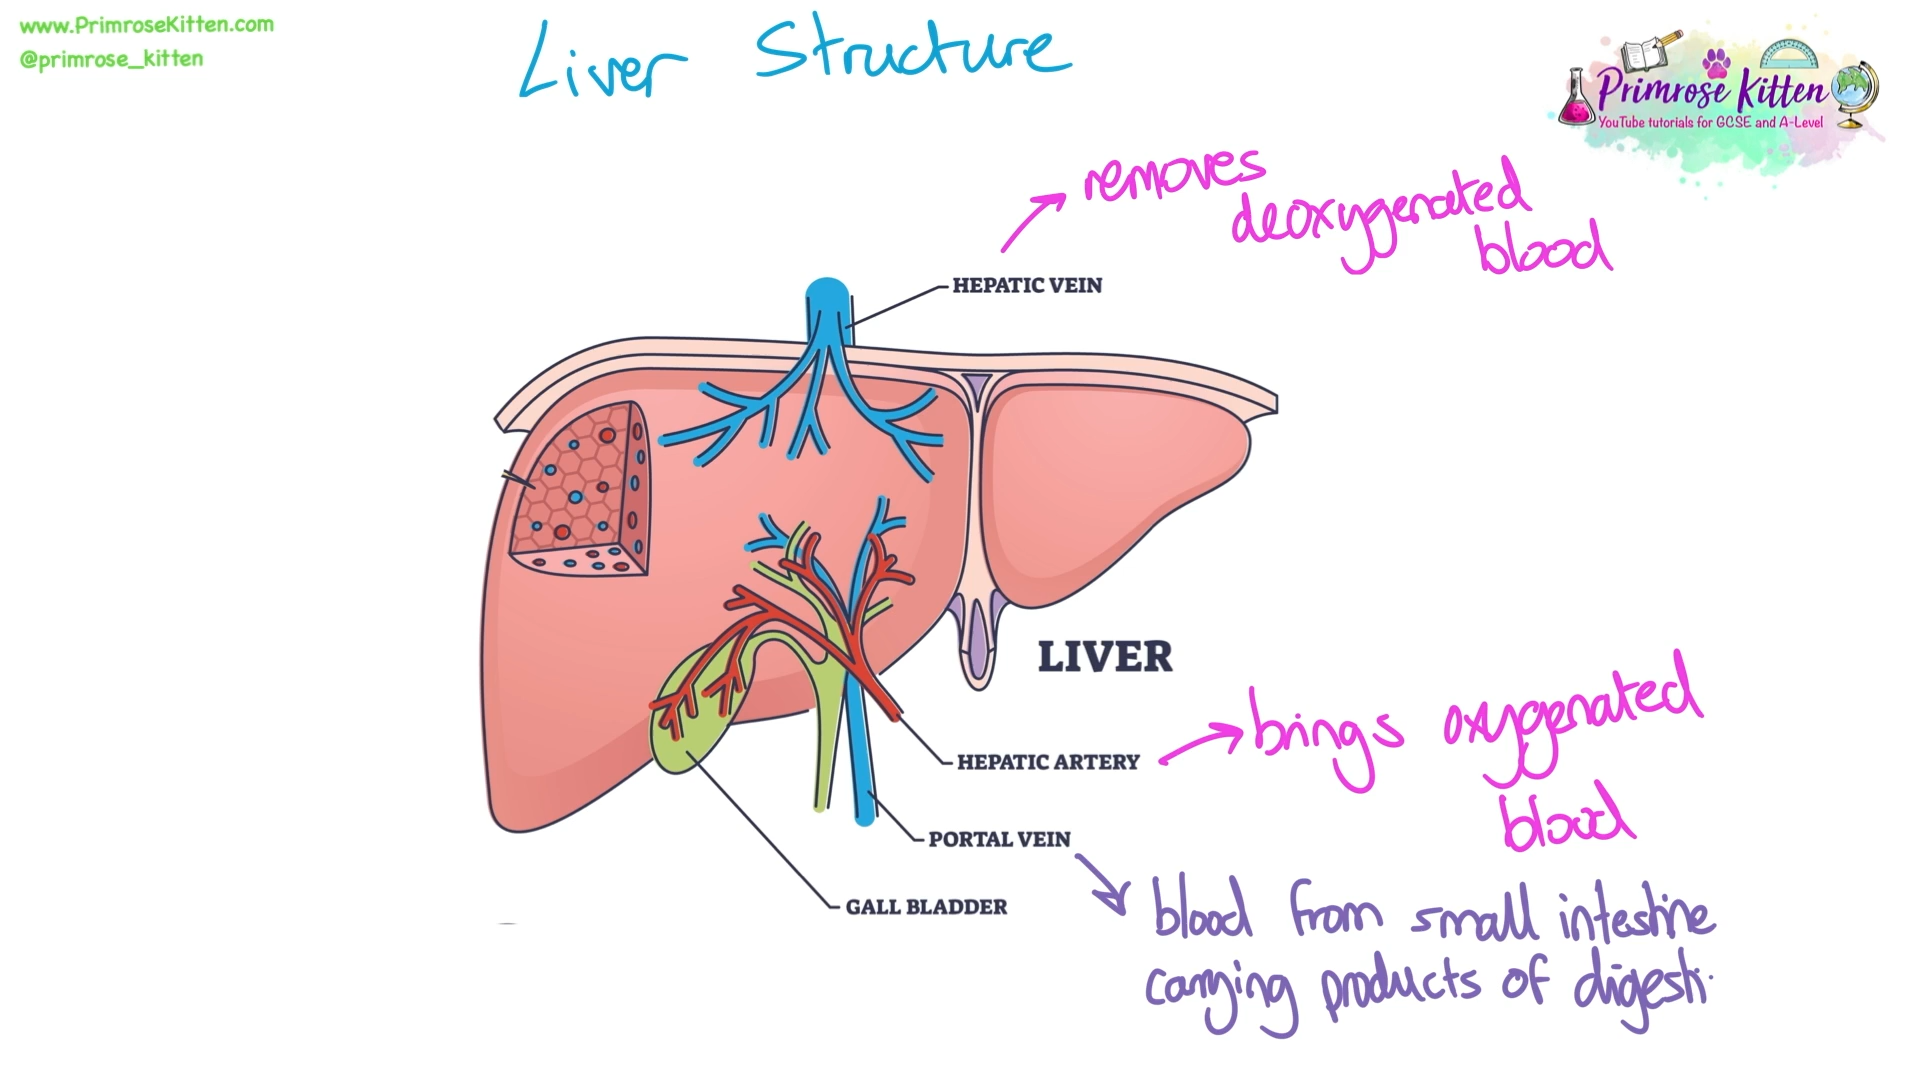 www.PrimroseKitten.com
@primrose_kitten
Liver Structure
Primrose Kitten
YouTube tutorials for GCSE and A-Level
removes
deoxygenated
blood
HEPATIC VEIN
LIVER
HEPATIC ARTERY
brings oxygenated
blood
PORTAL VEIN
blood from small intestine
carrying products of digesti
GALL BLADDER